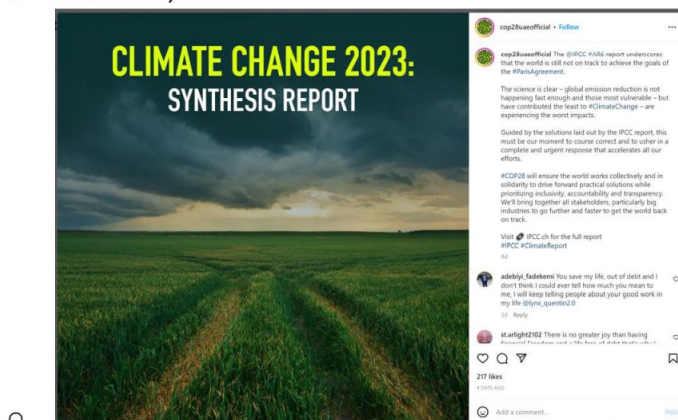 CLIMATE CHANGE 2023:
SYNTHESIS REPORT
cop28uaeofficial • Follow
cop28uaeofficial The @IPCC #AR6 report underscores
that the world is still not on track to achieve the goals of
the #ParisAgreement.
The science is clear – global emission reduction is not
happening fast enough and those most vulnerable – but
have contributed the least to #ClimateChange – are
experiencing the worst impacts.
Guided by the solutions laid out by the IPCC report, this
must be our moment to course correct and to usher in a
complete and urgent response that accelerates all our
efforts.
#COP28 will ensure the world works collectively and in
solidarity to drive forward practical solutions while
prioritizing inclusivity, accountability and transparency.
We'll bring together all stakeholders, particularly big
industries to go further and faster to get the world back
on track.
Visit IPCC.ch for the full report
#IPCC #ClimateReport
4d
adebiyi_fadekemi You save my life, out of debt and I
don't think I could ever tell how much you mean to
me, I will keep telling people about your good work in
my life @lynx_quentin2.0
3d Reply
st.arlight2102 There is no greater joy than having
217 likes
4 DAYS AGO
Add a comment...
Post